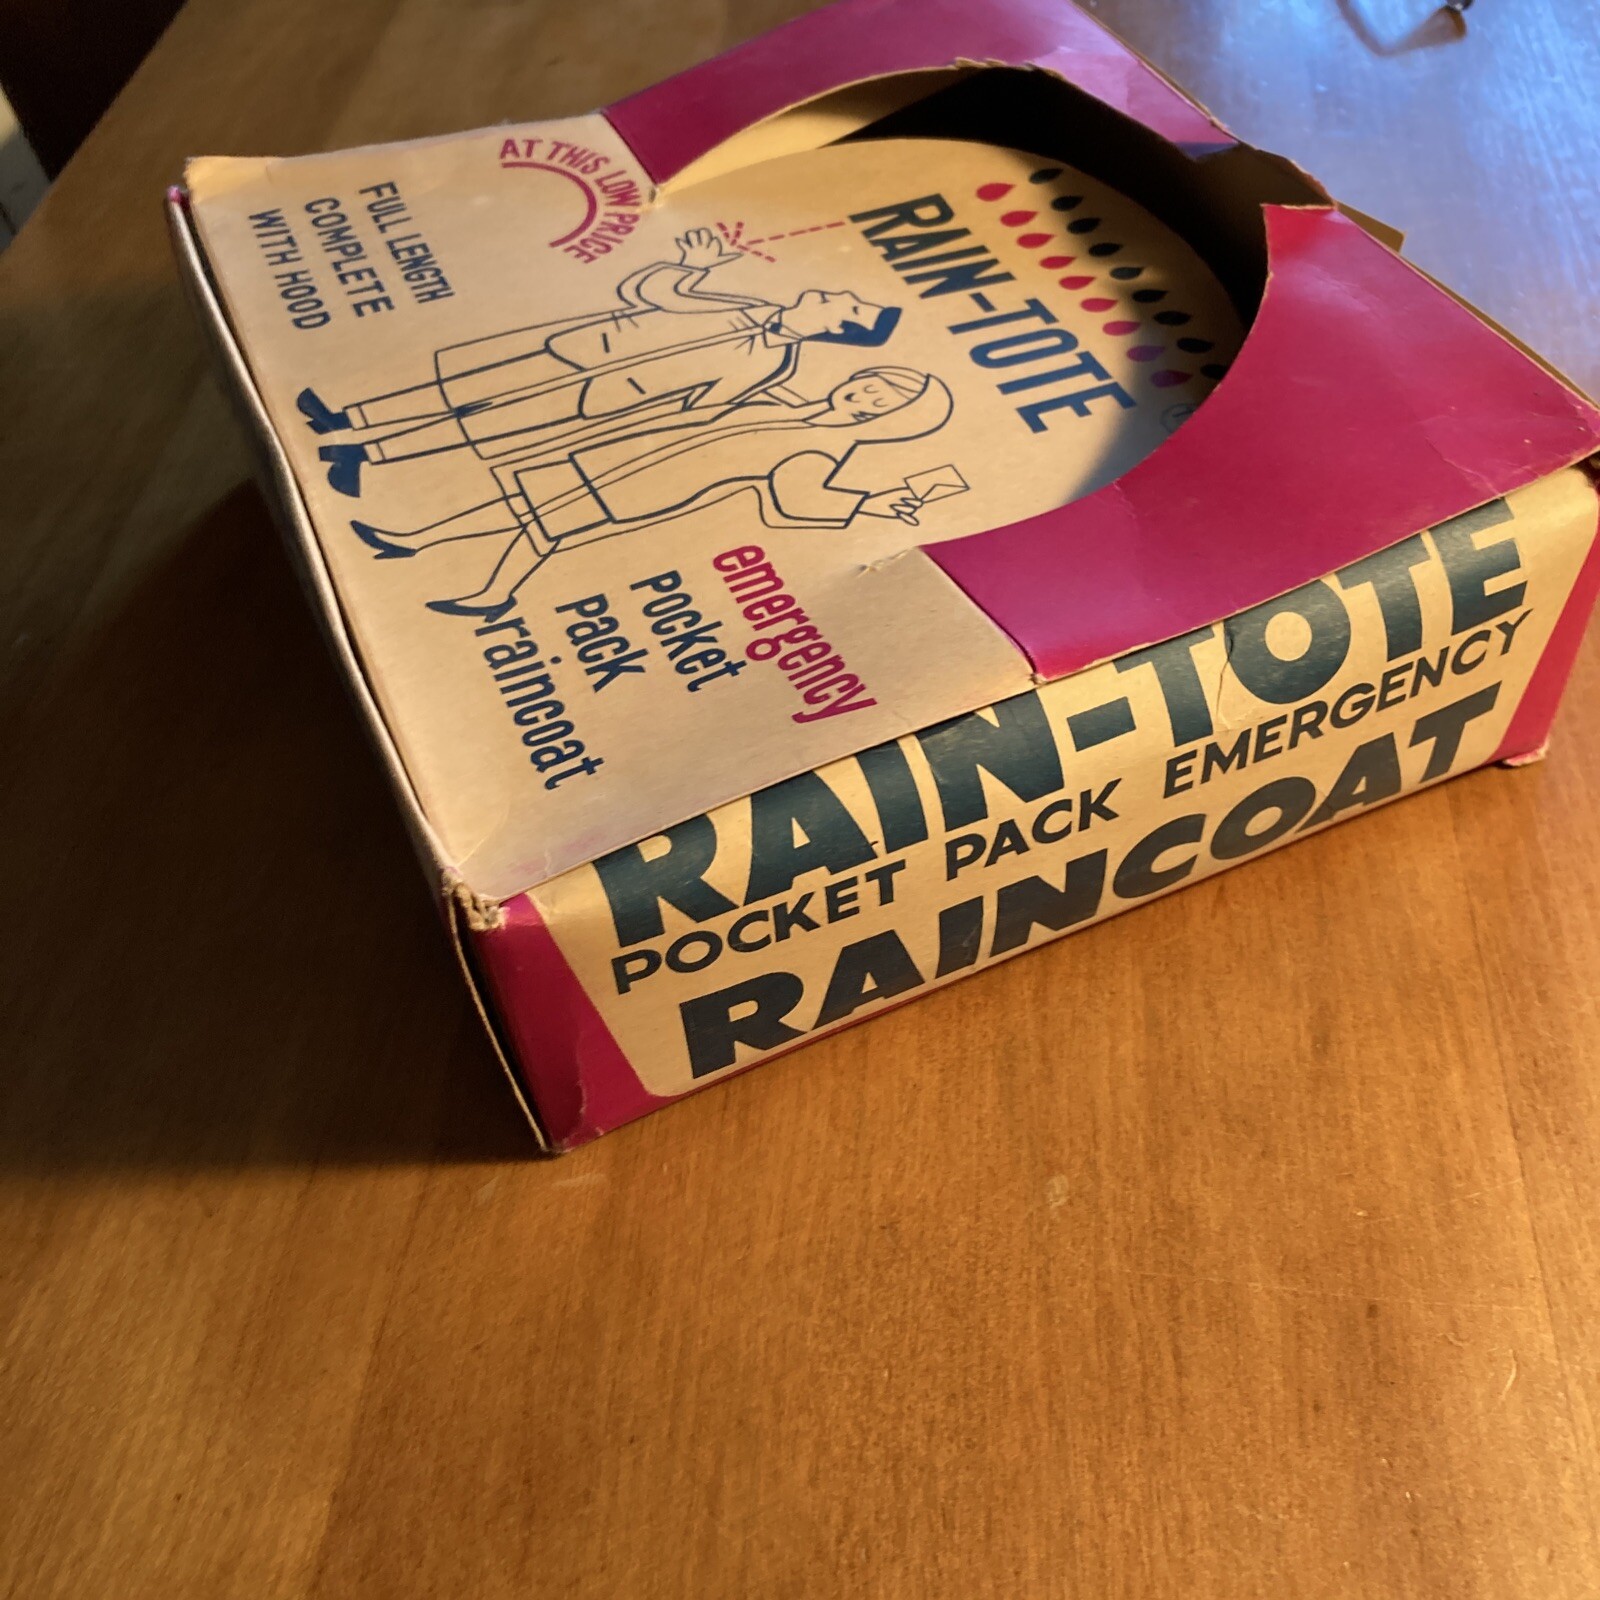 RAIN-TOTE
AT THIS LOW PRICE
FULL LENGTH
COMPLETE
WITH HOOD
emergency
pocket
pack
raincoat
RAIN-TOTE
POCKET PACK EMERGENCY
RAINCOAT